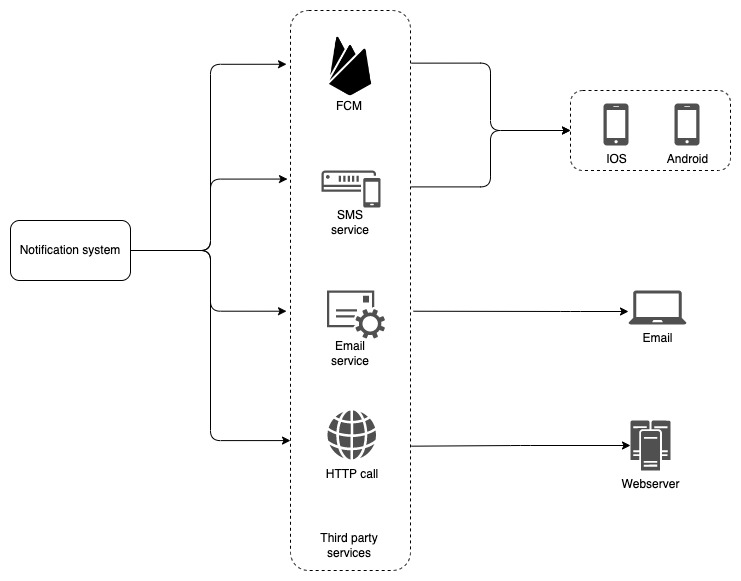 FCM
IOS
Android
SMS
service
Notification system
Email
service
Email
HTTP call
Webserver
Third party
services